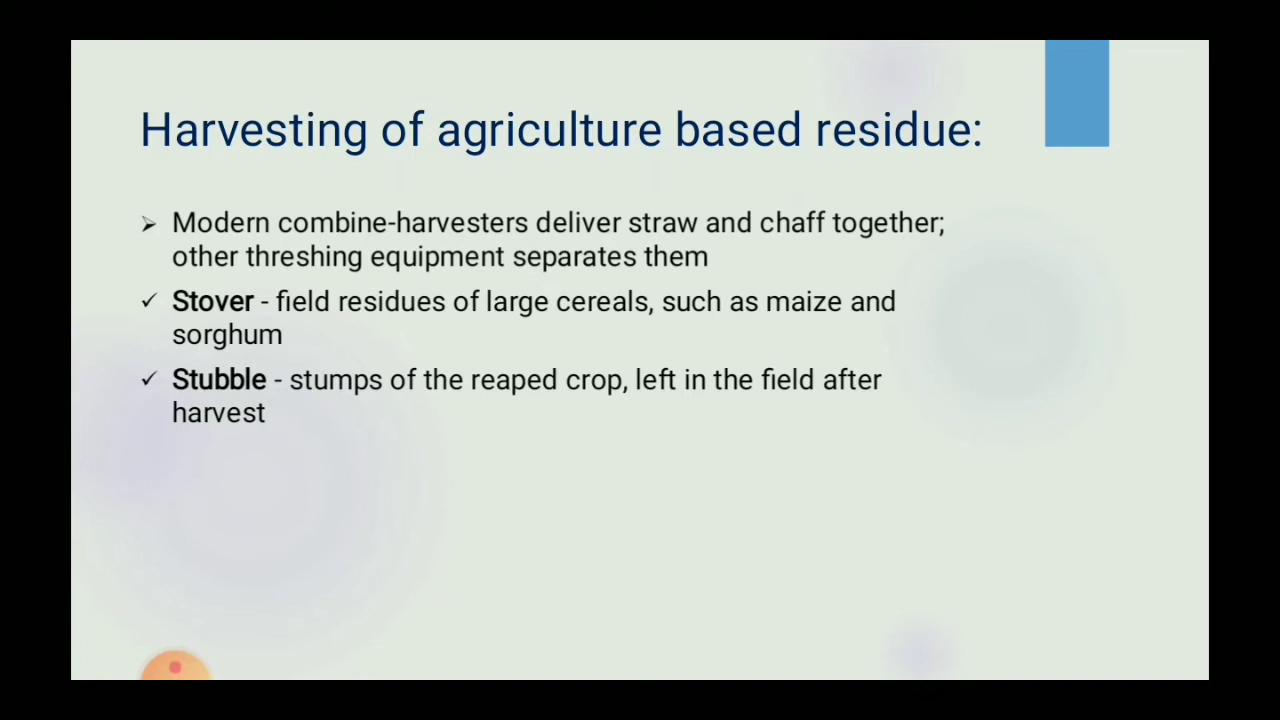 Harvesting of agriculture based residue:
Modern combine-harvesters deliver straw and chaff together;
other threshing equipment separates them
Stover - field residues of large cereals, such as maize and
sorghum
Stubble - stumps of the reaped crop, left in the field after
harvest